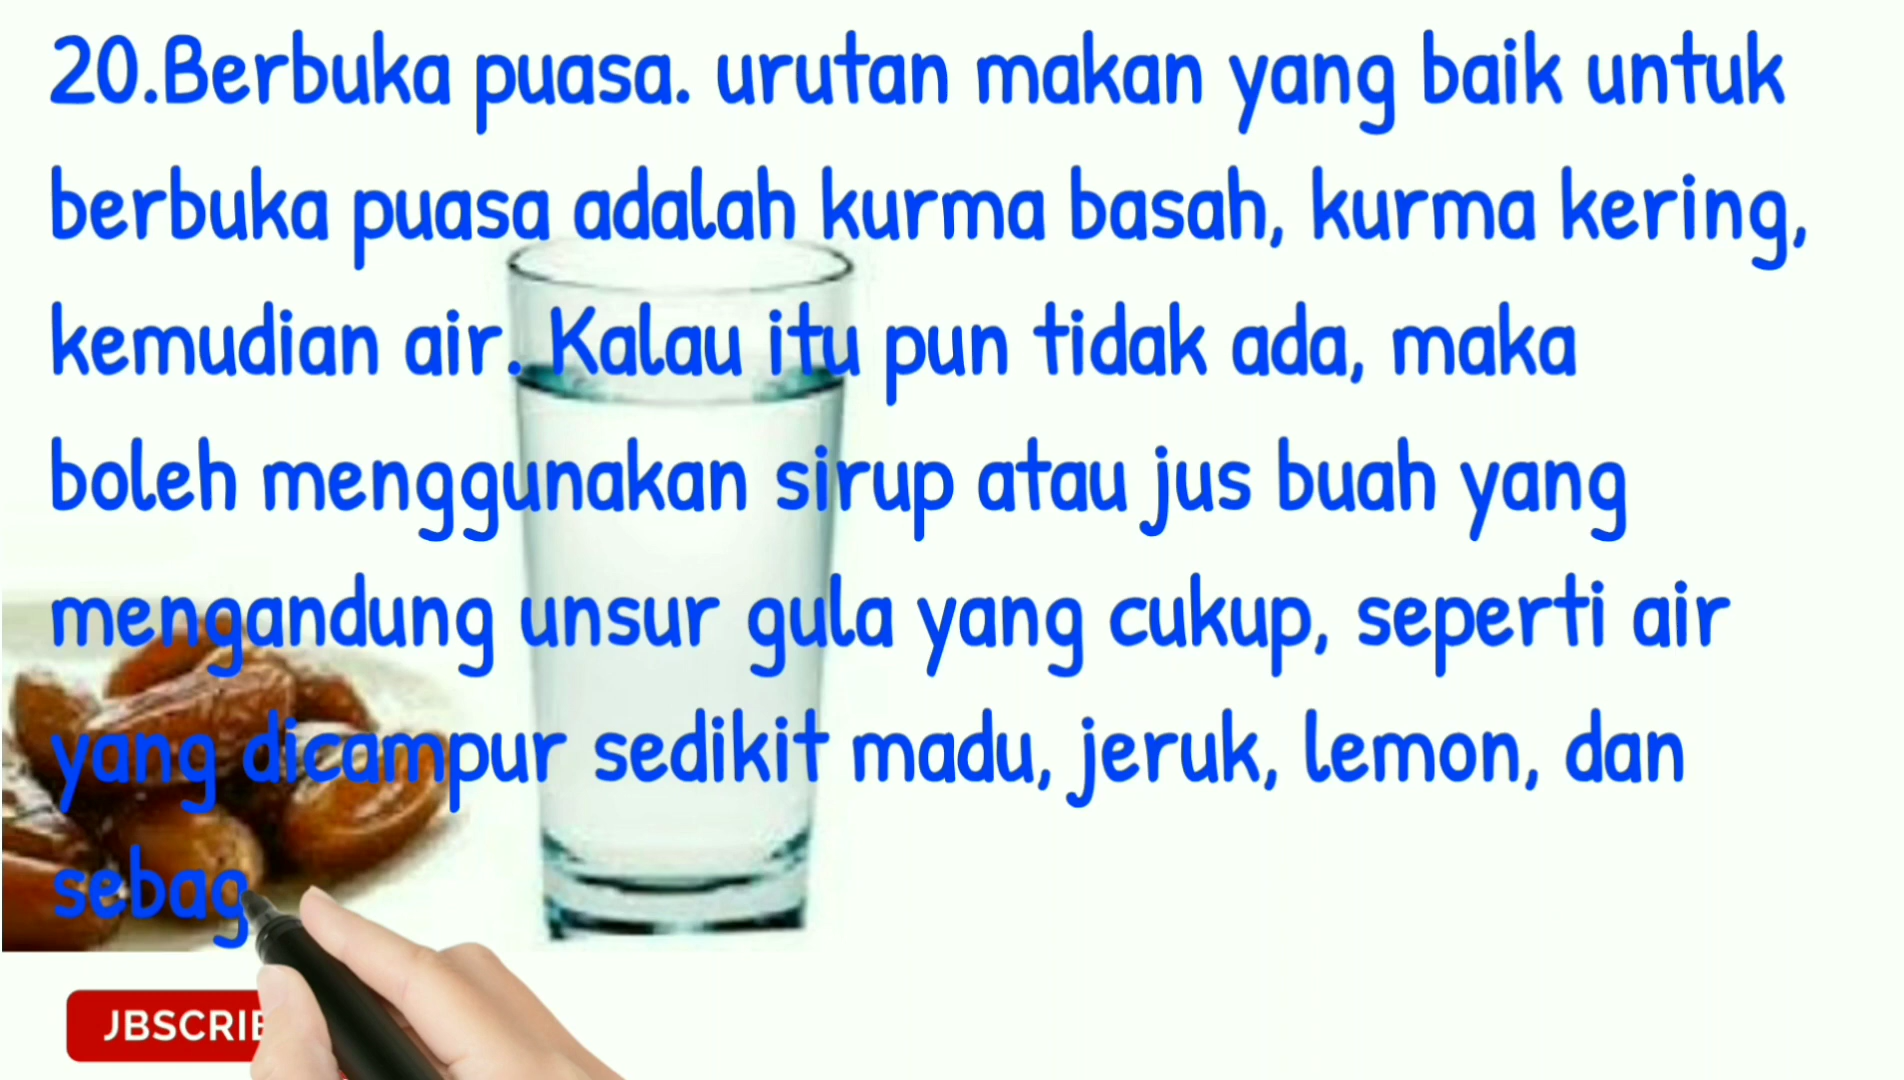 20.Berbuka puasa. urutan makan yang baik untuk
berbuka puasa adalah kurma basah, kurma kering,
kemudian air. Kalau itu pun tidak ada, maka
boleh menggunakan sirup atau jus buah yang
mengandung unsur gula yang cukup, seperti air
yang dicampur sedikit madu, jeruk, lemon, dan
sebag
JBSCRIB